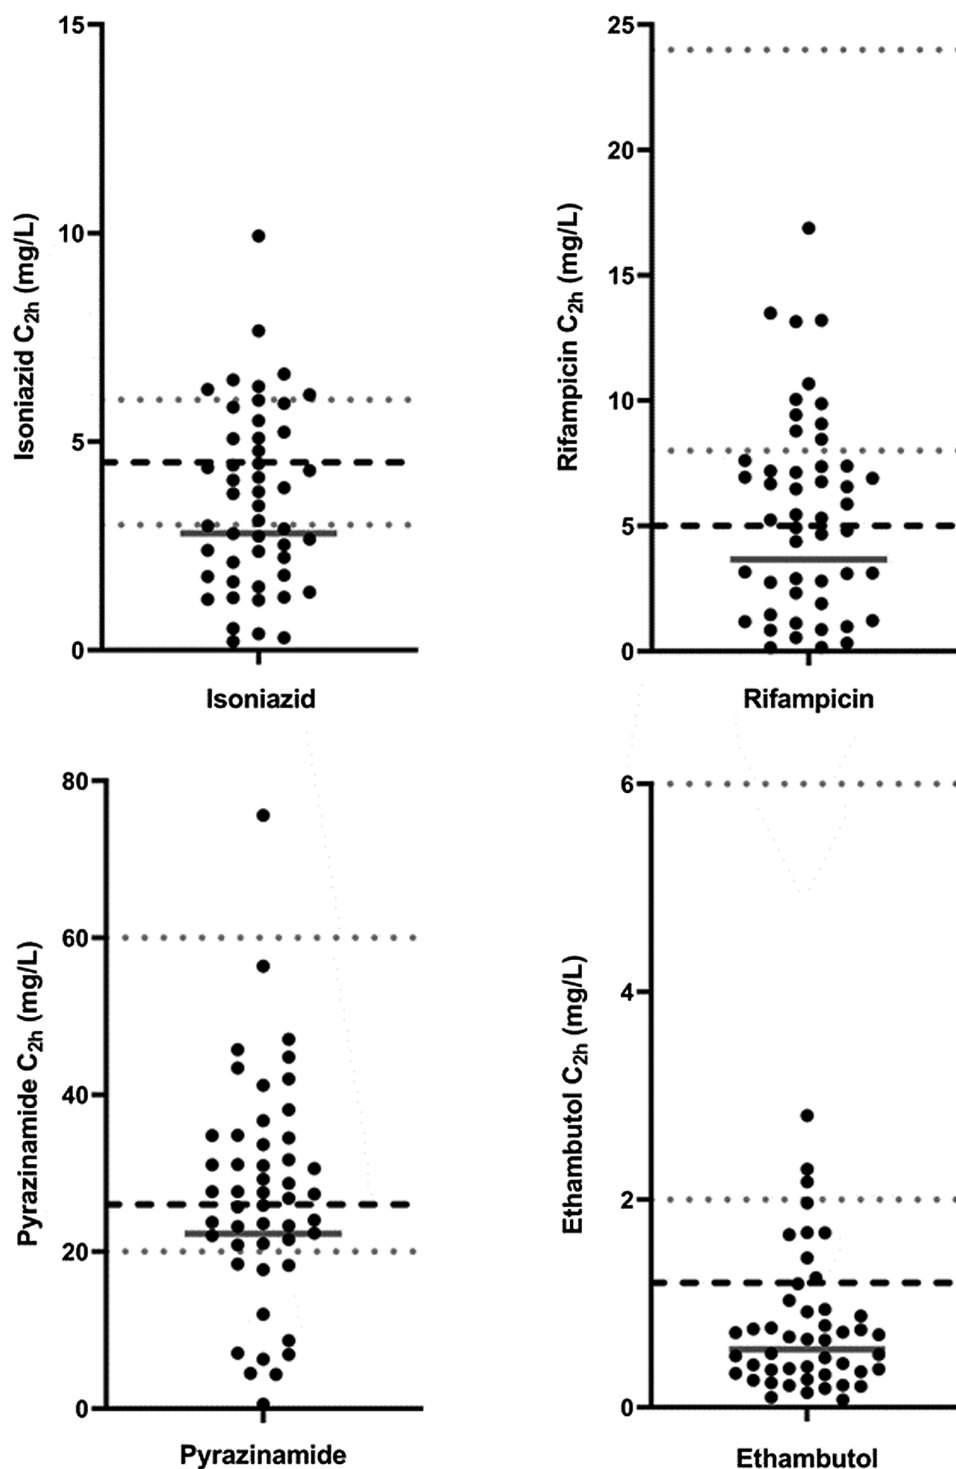 15
10
5
0
Isoniazid C2h (mg/L)
Isoniazid
25
20
15
10
5
0
Rifampicin C2h (mg/L)
Rifampicin
80
60
40
20
0
Pyrazinamide C2h (mg/L)
Pyrazinamide
6
4
2
0
Ethambutol C2h (mg/L)
Ethambutol